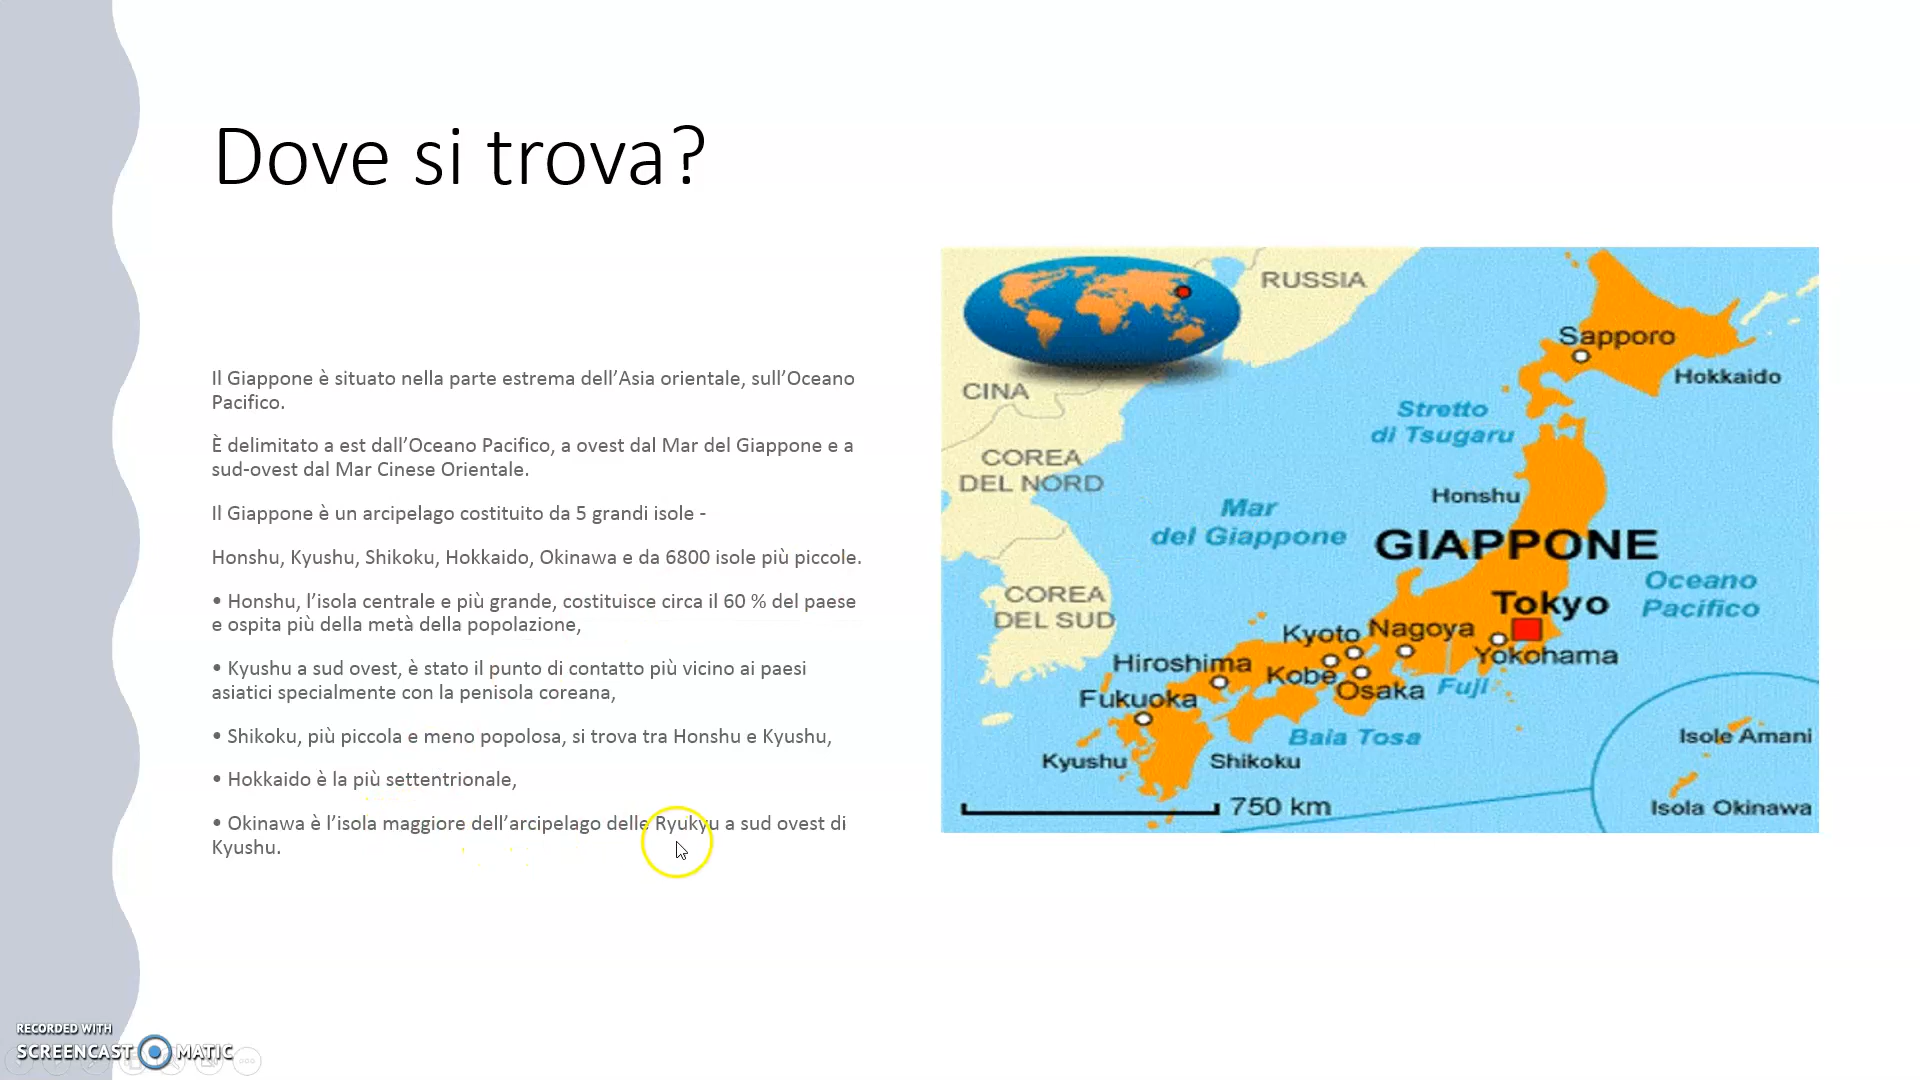 Dove si trova?
Il Giappone è situato nella parte estrema dell’Asia orientale, sull’Oceano
Pacifico.
È delimitato a est dall’Oceano Pacifico, a ovest dal Mar del Giappone e a
sud-ovest dal Mar Cinese Orientale.
Il Giappone è un arcipelago costituito da 5 grandi isole -
Honshu, Kyushu, Shikoku, Hokkaido, Okinawa e da 6800 isole più piccole.
• Honshu, l’isola centrale e più grande, costituisce circa il 60 % del paese
e ospita più della metà della popolazione,
• Kyushu a sud ovest, è stato il punto di contatto più vicino ai paesi
asiatici specialmente con la penisola coreana,
• Shikoku, più piccola e meno popolosa, si trova tra Honshu e Kyushu,
• Hokkaido è la più settentrionale,
• Okinawa è l’isola maggiore dell’arcipelago delle Ryukyu a sud ovest di
Kyushu.
RUSSIA
Sapporo
Hokkaido
CINA
Stretto
di Tsugaru
COREA
DEL NORD
Honshu
Mar
del Giappone
GIAPPONE
Oceano
Pacifico
COREA
DEL SUD
Tokyo
Kyoto
Nagoya
Yokohama
Hiroshima
Kobe
Osaka
Fuji
Fukuoka
Baia Tosa
Isole Amani
Kyushu
Shikoku
750 km
Isola Okinawa
RECORDED WITH
SCREENCAST MATIC